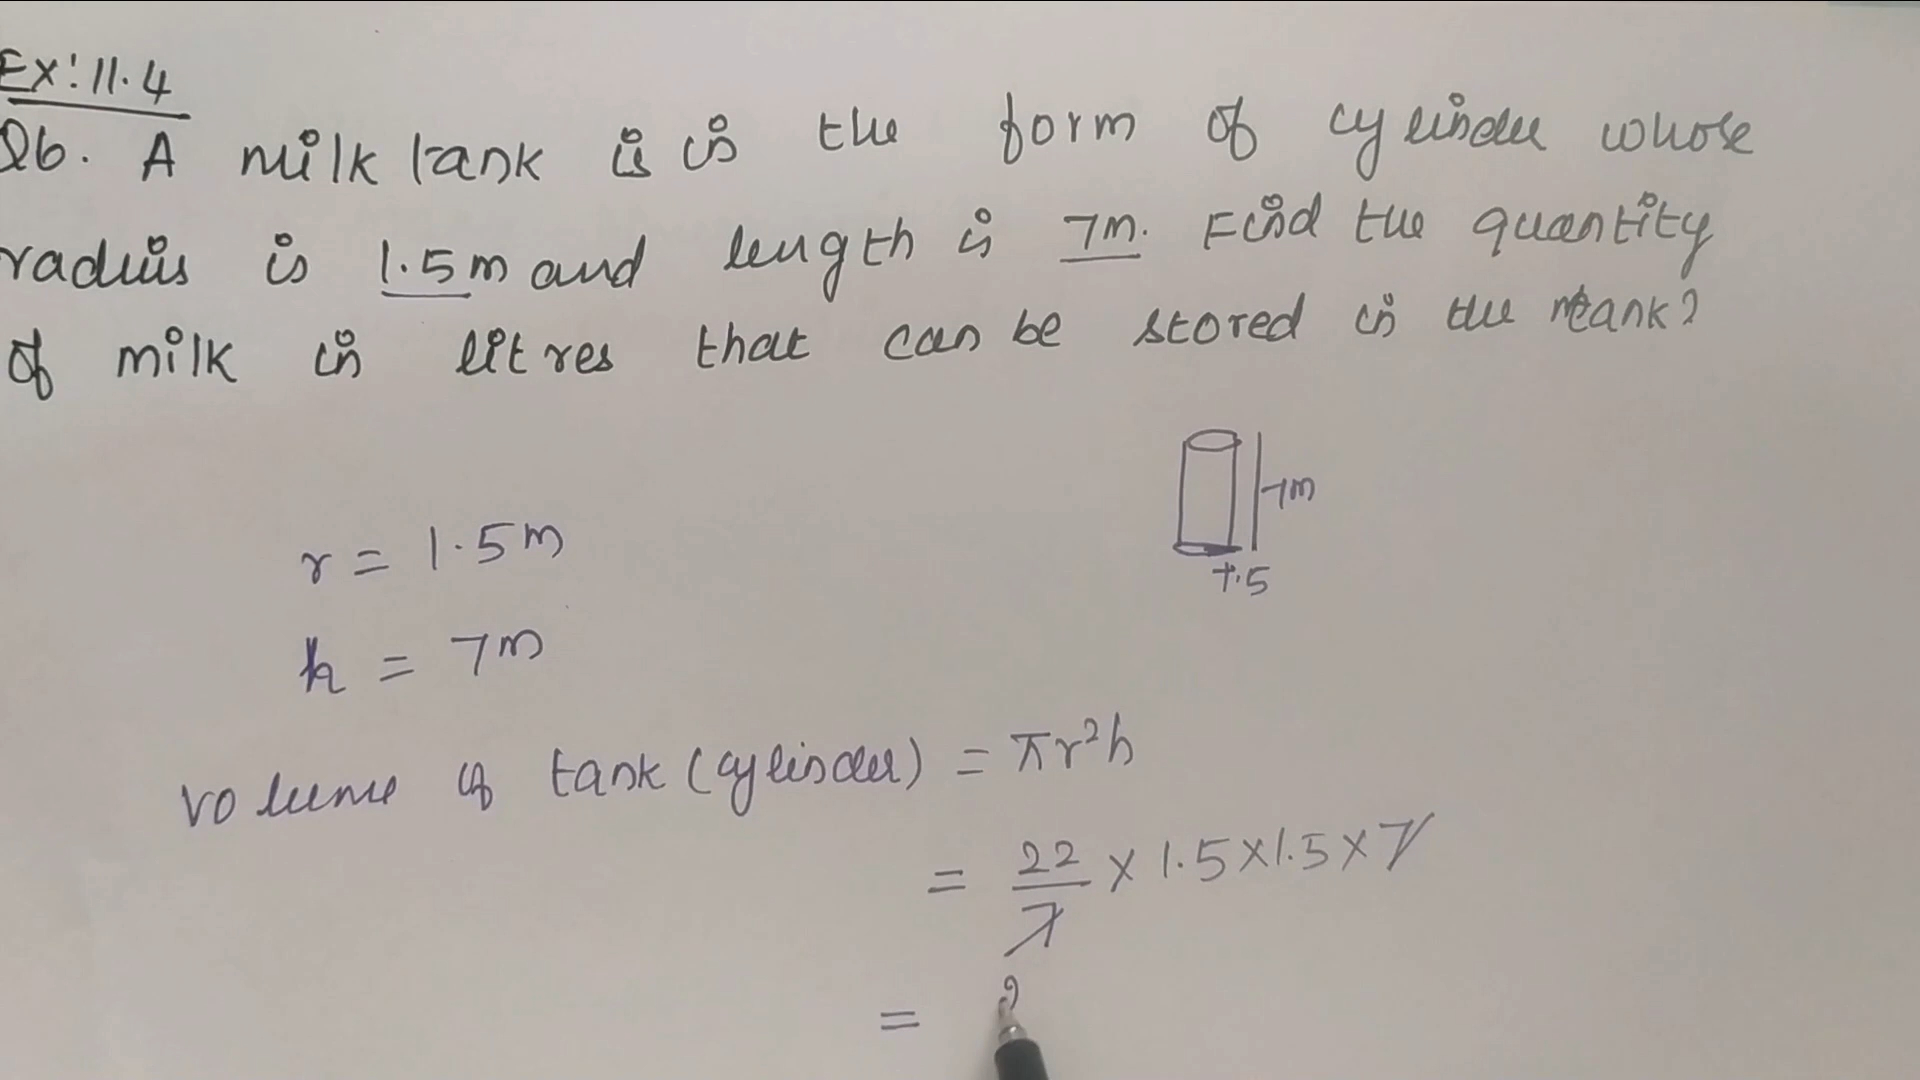 Ex: 11.4
Q6. A milk tank is in the form of cylinder whose
radius is 1.5m and length is 7m. Find the quantity
of milk in litres that can be stored in the tank?
7m
1.5
r = 1.5m
h = 7m
volume of tank (cylinder) = πr²h
= 22/7 × 1.5 × 1.5 × 7
= 2